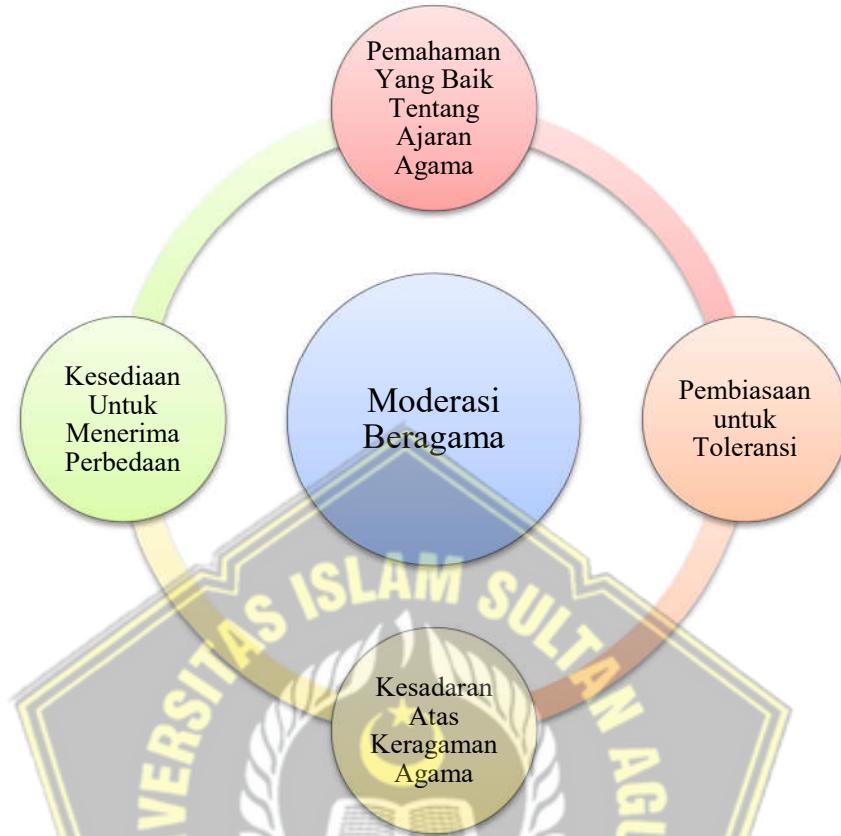 Pemahaman
Yang Baik
Tentang
Ajaran
Agama
Kesediaan
Untuk
Menerima
Perbedaan
Moderasi
Beragama
Pembiasaan
untuk
Toleransi
Kesadaran
Atas
Keragaman
Agama
ISLAM SULTAN